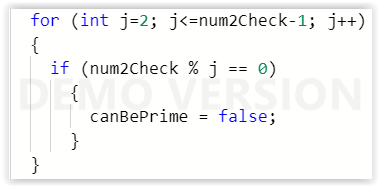 for (int j=2; j<=num2Check-1; j++)
{
if (num2Check % j == 0)
{
DEMO VERSION
canBePrime = false;
}
}